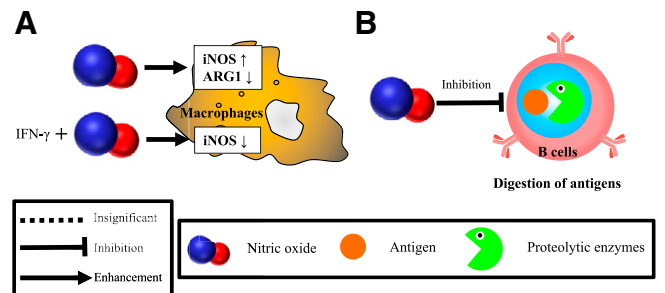 A
iNOS ↑
ARG1 ↓
Macrophages
IFN-γ +
iNOS ↓
B
Inhibition
B cells
Digestion of antigens
Insignificant
Inhibition
Enhancement
Nitric oxide
Antigen
Proteolytic enzymes